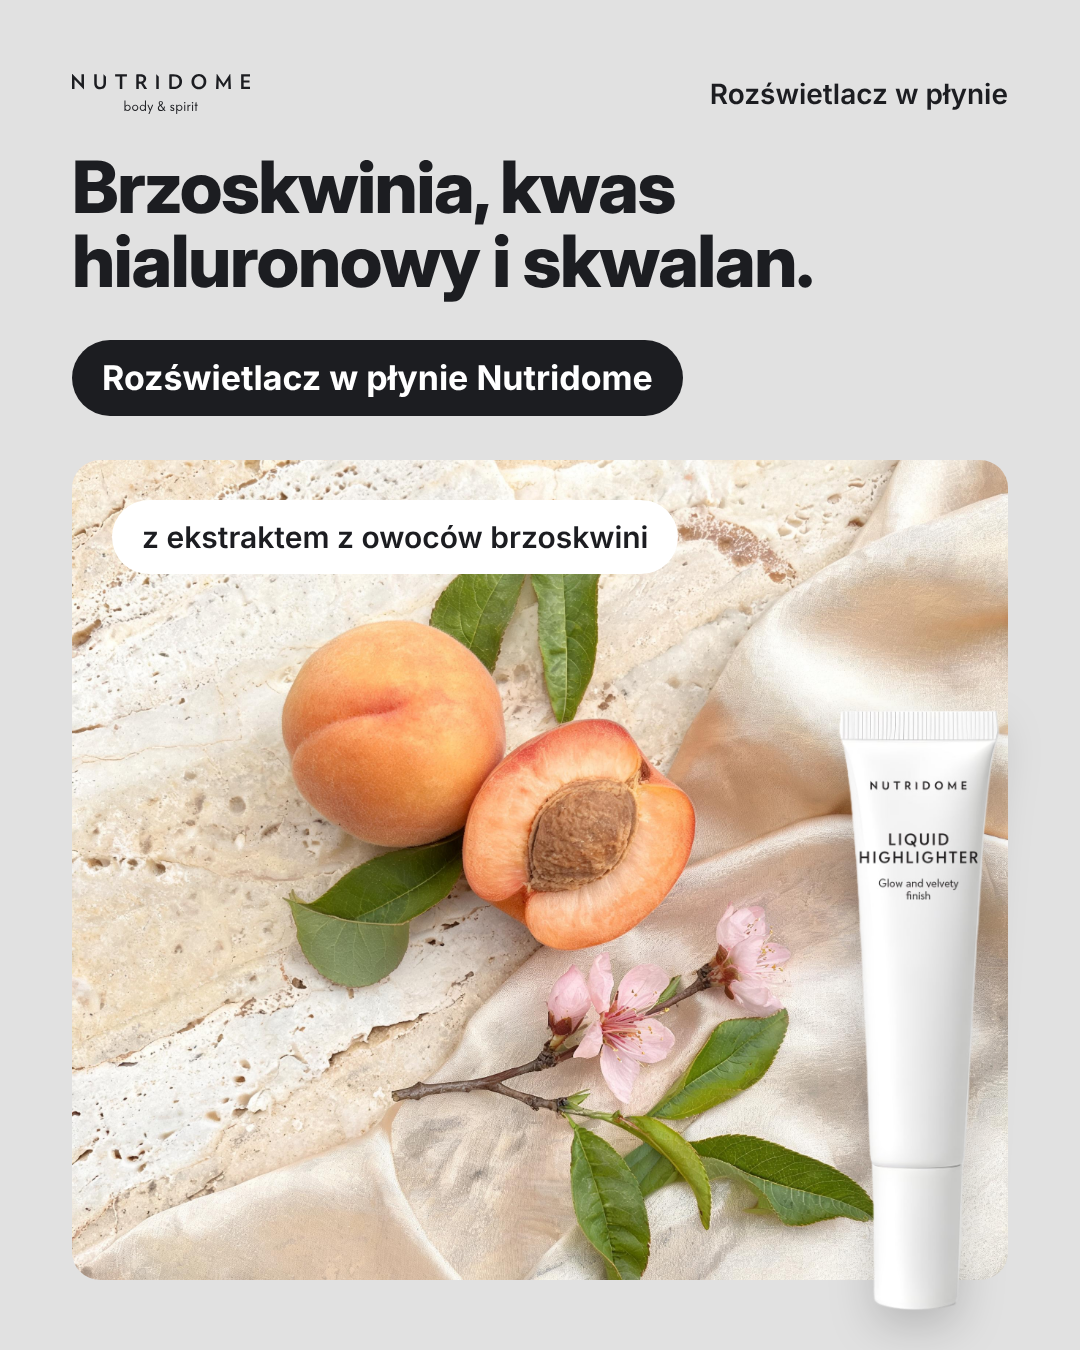 NUTRIDOME
body & spirit
Rozświetlacz w płynie
Brzoskwinia, kwas
hialuronowy i skwalan.
Rozświetlacz w płynie Nutridome
z ekstraktem z owoców brzoskwini
NUTRIDOME
LIQUID
HIGHLIGHTER
Glow and velvety
finish